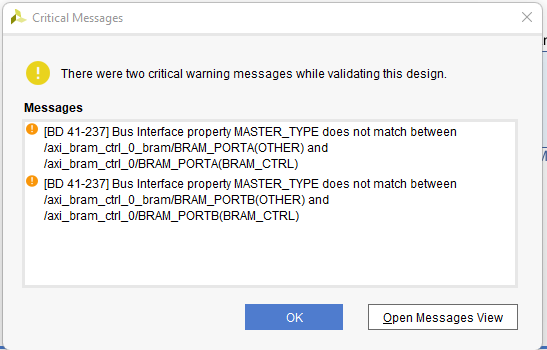 Critical Messages
There were two critical warning messages while validating this design.
Messages
[BD 41-237] Bus Interface property MASTER_TYPE does not match between
/axi_bram_ctrl_0_bram/BRAM_PORTA(OTHER) and
/axi_bram_ctrl_0/BRAM_PORTA(BRAM_CTRL)
[BD 41-237] Bus Interface property MASTER_TYPE does not match between
/axi_bram_ctrl_0_bram/BRAM_PORTB(OTHER) and
/axi_bram_ctrl_0/BRAM_PORTB(BRAM_CTRL)
OK
Open Messages View